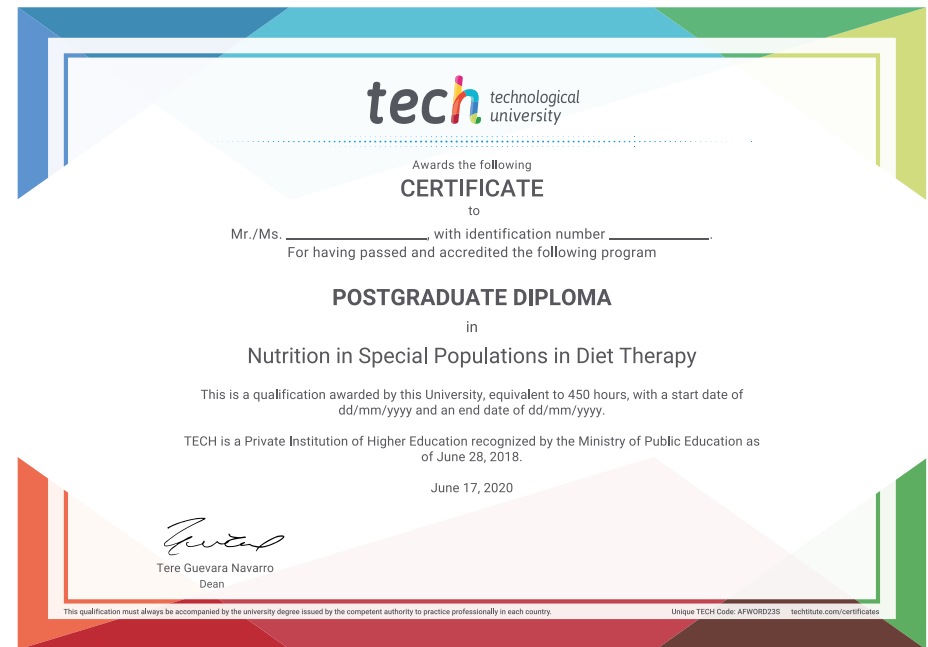 tech technological
university
Awards the following
CERTIFICATE
to
Mr./Ms. ____________________, with identification number ______________.
For having passed and accredited the following program
POSTGRADUATE DIPLOMA
in
Nutrition in Special Populations in Diet Therapy
This is a qualification awarded by this University, equivalent to 450 hours, with a start date of
dd/mm/yyyy and an end date of dd/mm/yyyy.
TECH is a Private Institution of Higher Education recognized by the Ministry of Public Education as
of June 28, 2018.
June 17, 2020
Tere Guevara Navarro
Dean
This qualification must always be accompanied by the university degree issued by the competent authority to practice professionally in each country.
Unique TECH Code: AFWORD23S techtitute.com/certificates